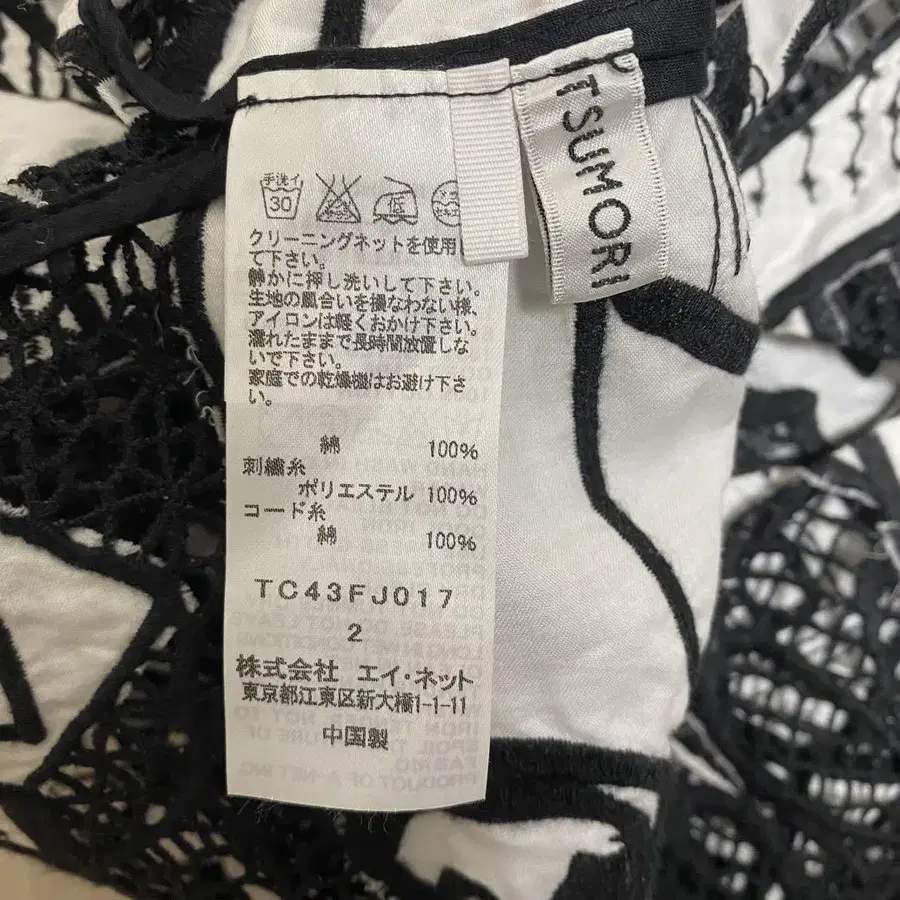 TSUMORI
手洗イ
30
低
ドライ
クリーニングネットを使用し
て下さい。
静かに押し洗いして下さい。
生地の風合いを損なわない様、
アイロンは軽くおかけ下さい。
濡れたままで長時間放置しな
いで下さい。
家庭での乾燥機はお避け下さ
い。
綿 100%
刺繍糸
ポリエステル 100%
コード糸
綿 100%
TC43FJ017
2
株式会社 エイ・ネット
東京都江東区新大橋1-1-11
中国製